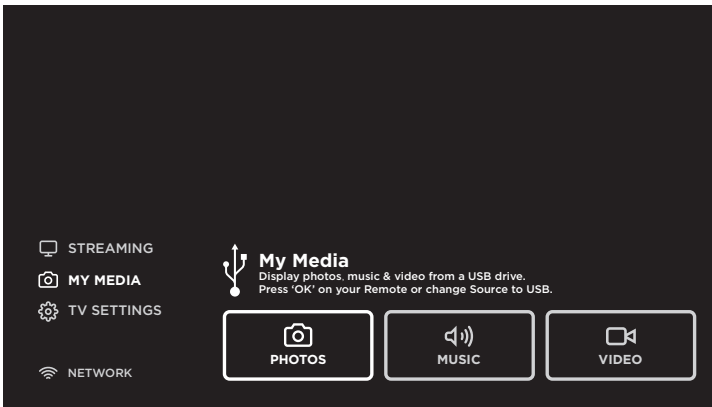 STREAMING
MY MEDIA
TV SETTINGS
NETWORK
My Media
Display photos, music & video from a USB drive.
Press ‘OK’ on your Remote or change Source to USB.
PHOTOS
MUSIC
VIDEO